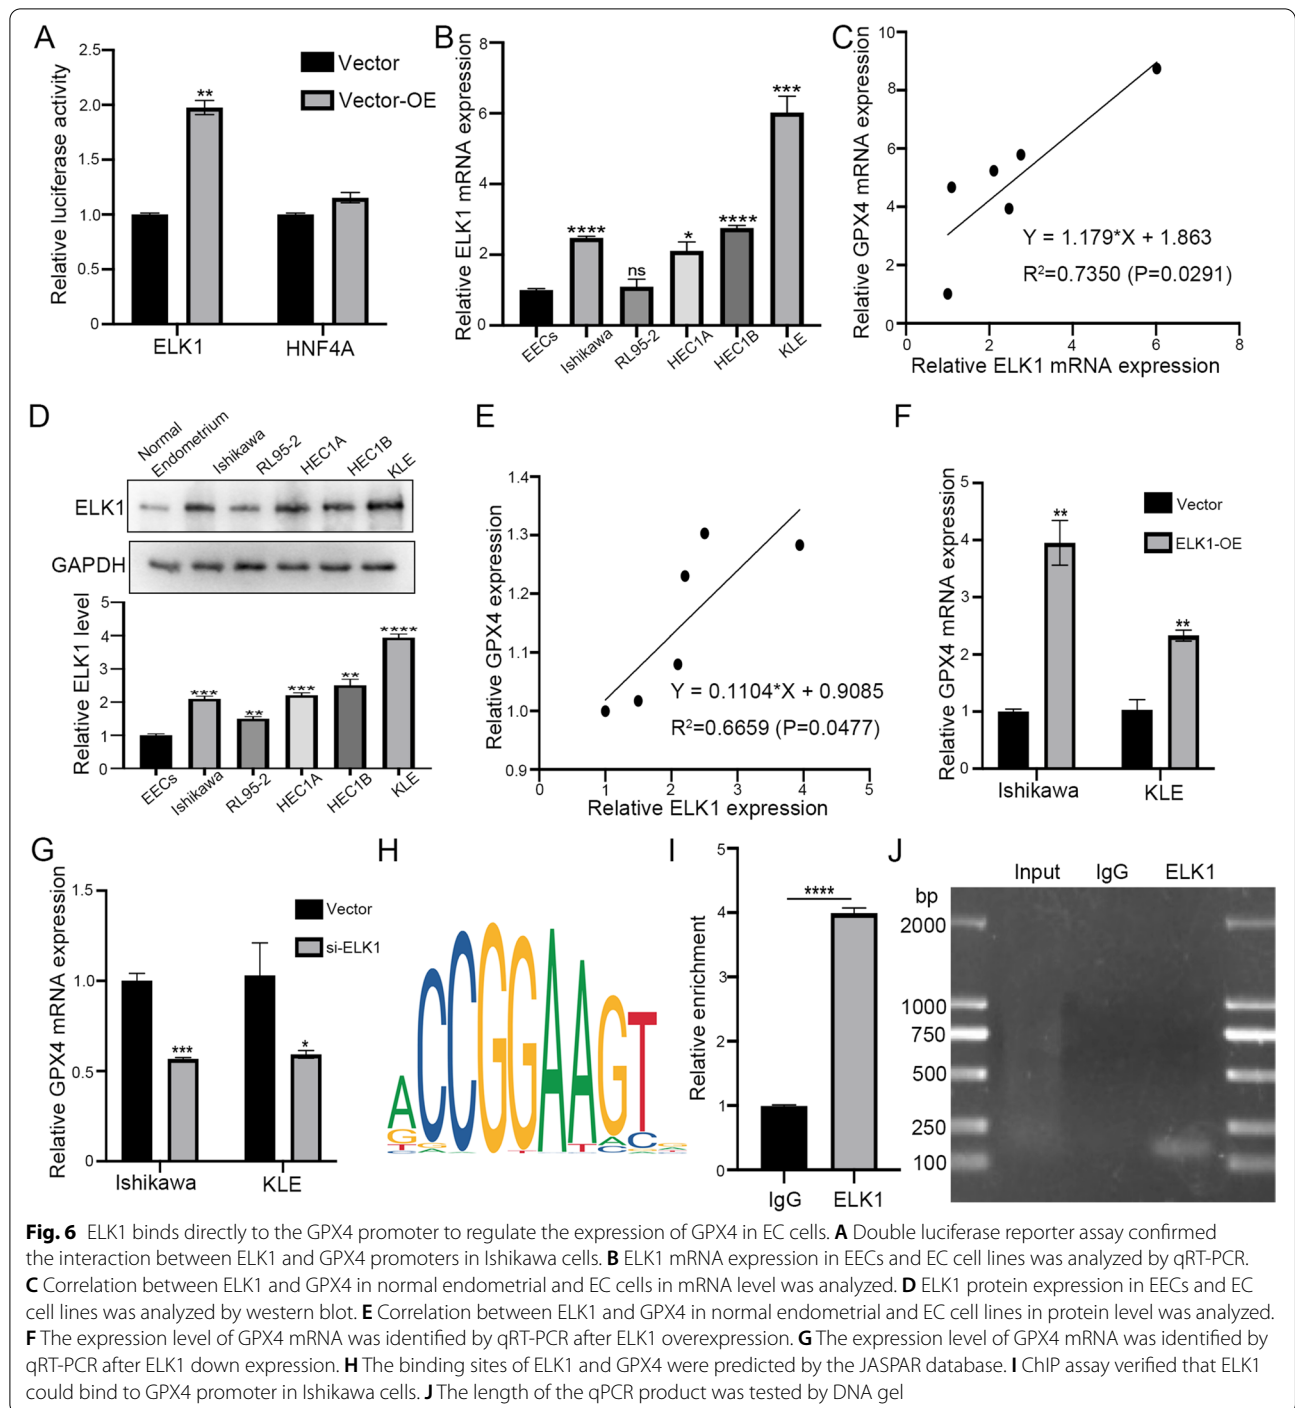 A
2.5
2.0
1.5
1.0
0.5
0
Relative luciferase activity
**
Vector
Vector-OE
ELK1
HNF4A
B
8
6
4
2
0
Relative ELK1 mRNA expression
****
ns
*
****
***
EECs
Ishikawa
RL95-2
HEC1A
HEC1B
KLE
C
10
8
6
4
2
0
Relative GPX4 mRNA expression
Y = 1.179*X + 1.863
R²=0.7350 (P=0.0291)
0 2 4 6 8
Relative ELK1 mRNA expression
D
Normal
Endometrium
Ishikawa
RL95-2
HEC1A
HEC1B
KLE
ELK1
GAPDH
5
4
3
2
1
0
Relative ELK1 level
***
**
***
**
****
EECs
Ishikawa
RL95-2
HEC1A
HEC1B
KLE
E
1.4
1.3
1.2
1.1
1.0
0.9
Relative GPX4 expression
Y = 0.1104*X + 0.9085
R²=0.6659 (P=0.0477)
0 1 2 3 4 5
Relative ELK1 expression
F
5
4
3
2
1
0
Relative GPX4 mRNA expression
**
**
Vector
ELK1-OE
Ishikawa
KLE
G
1.5
1.0
0.5
0
Relative GPX4 mRNA expression
***
*
Vector
si-ELK1
Ishikawa
KLE
H
ACCGGAAGT
I
5
4
3
2
1
0
Relative enrichment
****
IgG
ELK1
J
Input IgG ELK1
bp
2000
1000
750
500
250
100
Fig. 6 ELK1 binds directly to the GPX4 promoter to regulate the expression of GPX4 in EC cells. A Double luciferase reporter assay confirmed
the interaction between ELK1 and GPX4 promoters in Ishikawa cells. B ELK1 mRNA expression in EECs and EC cell lines was analyzed by qRT-PCR.
C Correlation between ELK1 and GPX4 in normal endometrial and EC cells in mRNA level was analyzed. D ELK1 protein expression in EECs and EC
cell lines was analyzed by western blot. E Correlation between ELK1 and GPX4 in normal endometrial and EC cell lines in protein level was analyzed.
F The expression level of GPX4 mRNA was identified by qRT-PCR after ELK1 overexpression. G The expression level of GPX4 mRNA was identified by
qRT-PCR after ELK1 down expression. H The binding sites of ELK1 and GPX4 were predicted by the JASPAR database. I ChIP assay verified that ELK1
could bind to GPX4 promoter in Ishikawa cells. J The length of the qPCR product was tested by DNA gel